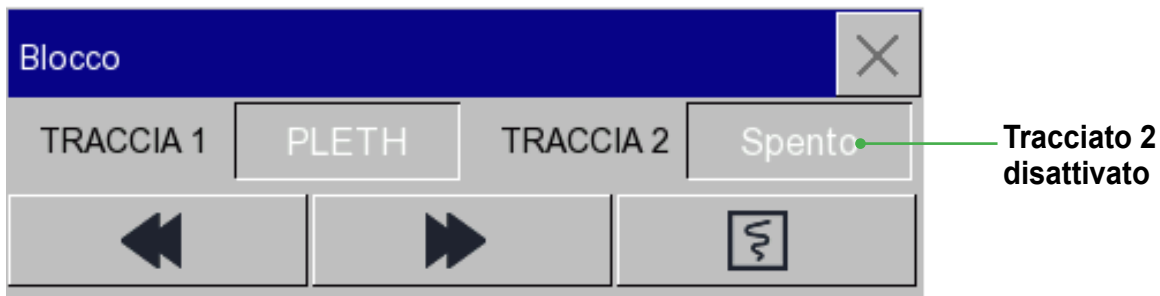 Blocco
TRACCIA 1 PLETH TRACCIA 2 Spento
Tracciato 2
disattivato